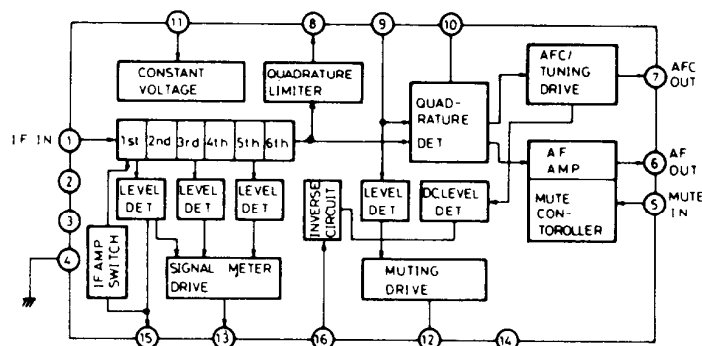 11
8
9
10
CONSTANT
VOLTAGE
QUADRATURE
LIMITER
QUAD-
RATURE
DET
AFC/
TUNING
DRIVE
7
AFC
OUT
IF IN
1
1st 2nd 3rd 4th 5th 6th
AF
AMP
6
AF
OUT
2
LEVEL
DET
LEVEL
DET
LEVEL
DET
INVERSE
CIRCUIT
LEVEL
DET
DC LEVEL
DET
MUTE
CON-
TOROLLER
5
MUTE
IN
3
IF AMP
SWITCH
SIGNAL METER
DRIVE
MUTING
DRIVE
4
15
13
16
12
14